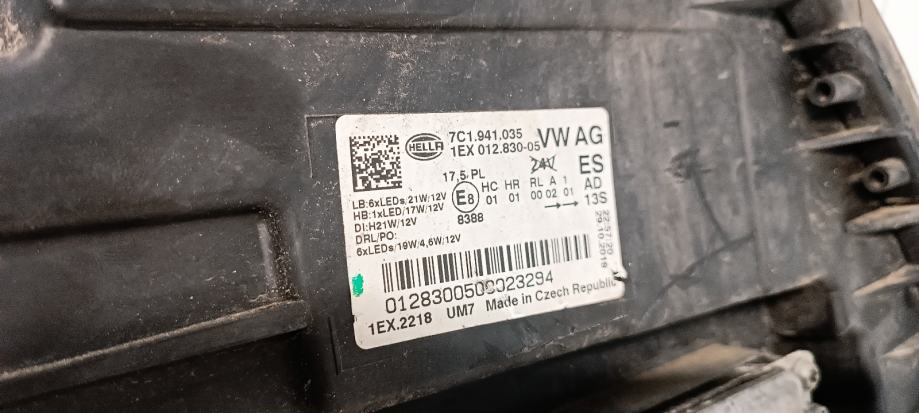 HELLA
7C1.941.035
1EX 012.830-05
VW AG
24V
ES
17,5/PL
E8
8388
HC HR RL A 1
01 01 00 02 01
AD
13S
LB:6xLEDs/21W/12V
HB:1xLED/17W/12V
DI:H21W/12V
DRL/PO:
6xLEDs/19W/4,6W/12V
22:57:20
29.10.2019
0128300500023294
1EX.2218 UM7 Made in Czech Republic